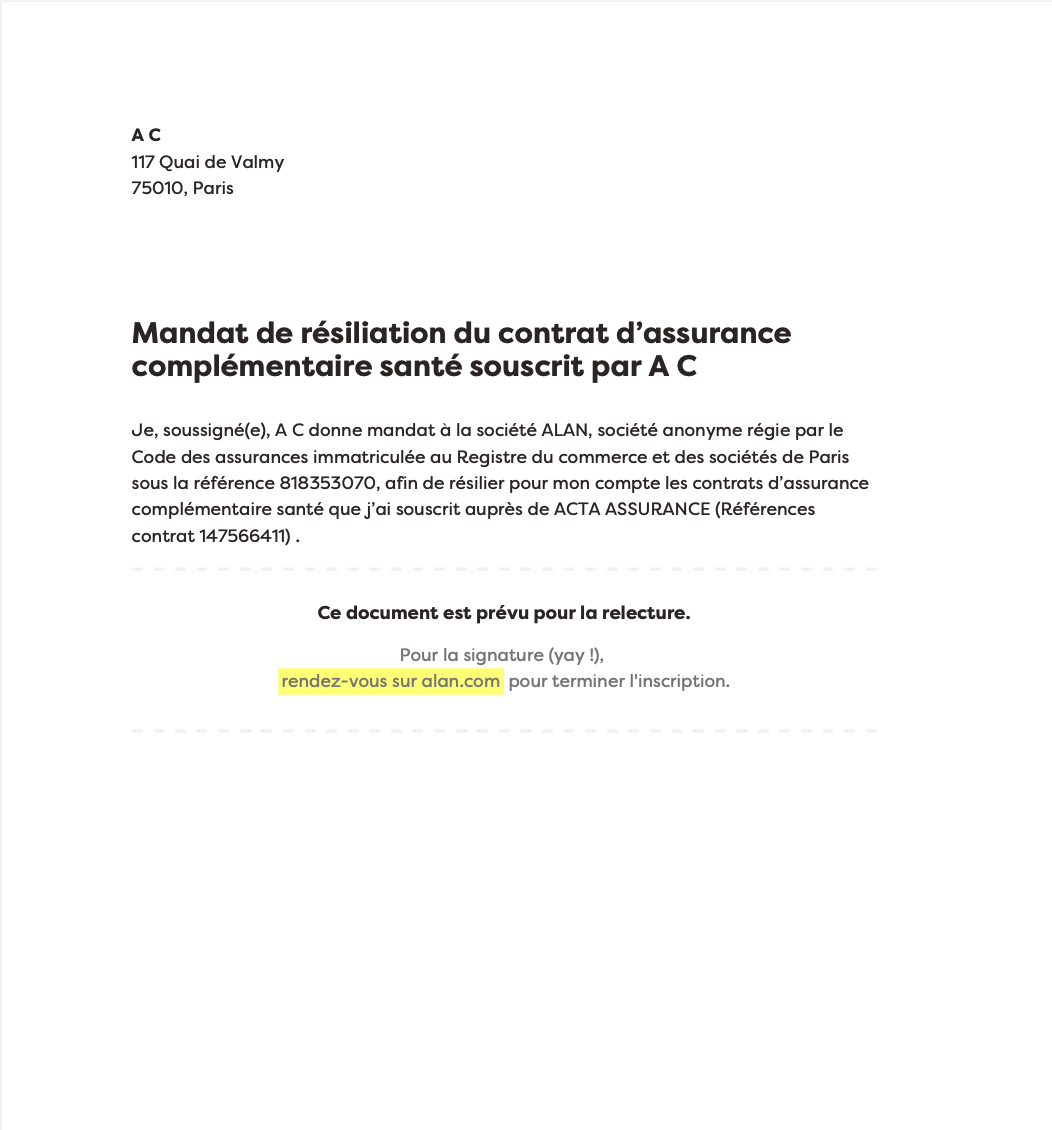 A C
117 Quai de Valmy
75010, Paris
Mandat de résiliation du contrat d’assurance
complémentaire santé souscrit par A C
Je, soussigné(e), A C donne mandat à la société ALAN, société anonyme régie par le
Code des assurances immatriculée au Registre du commerce et des sociétés de Paris
sous la référence 818353070, afin de résilier pour mon compte les contrats d’assurance
complémentaire santé que j’ai souscrit auprès de ACTA ASSURANCE (Références
contrat 147566411) .
Ce document est prévu pour la relecture.
Pour la signature (yay !),
rendez-vous sur alan.com pour terminer l'inscription.